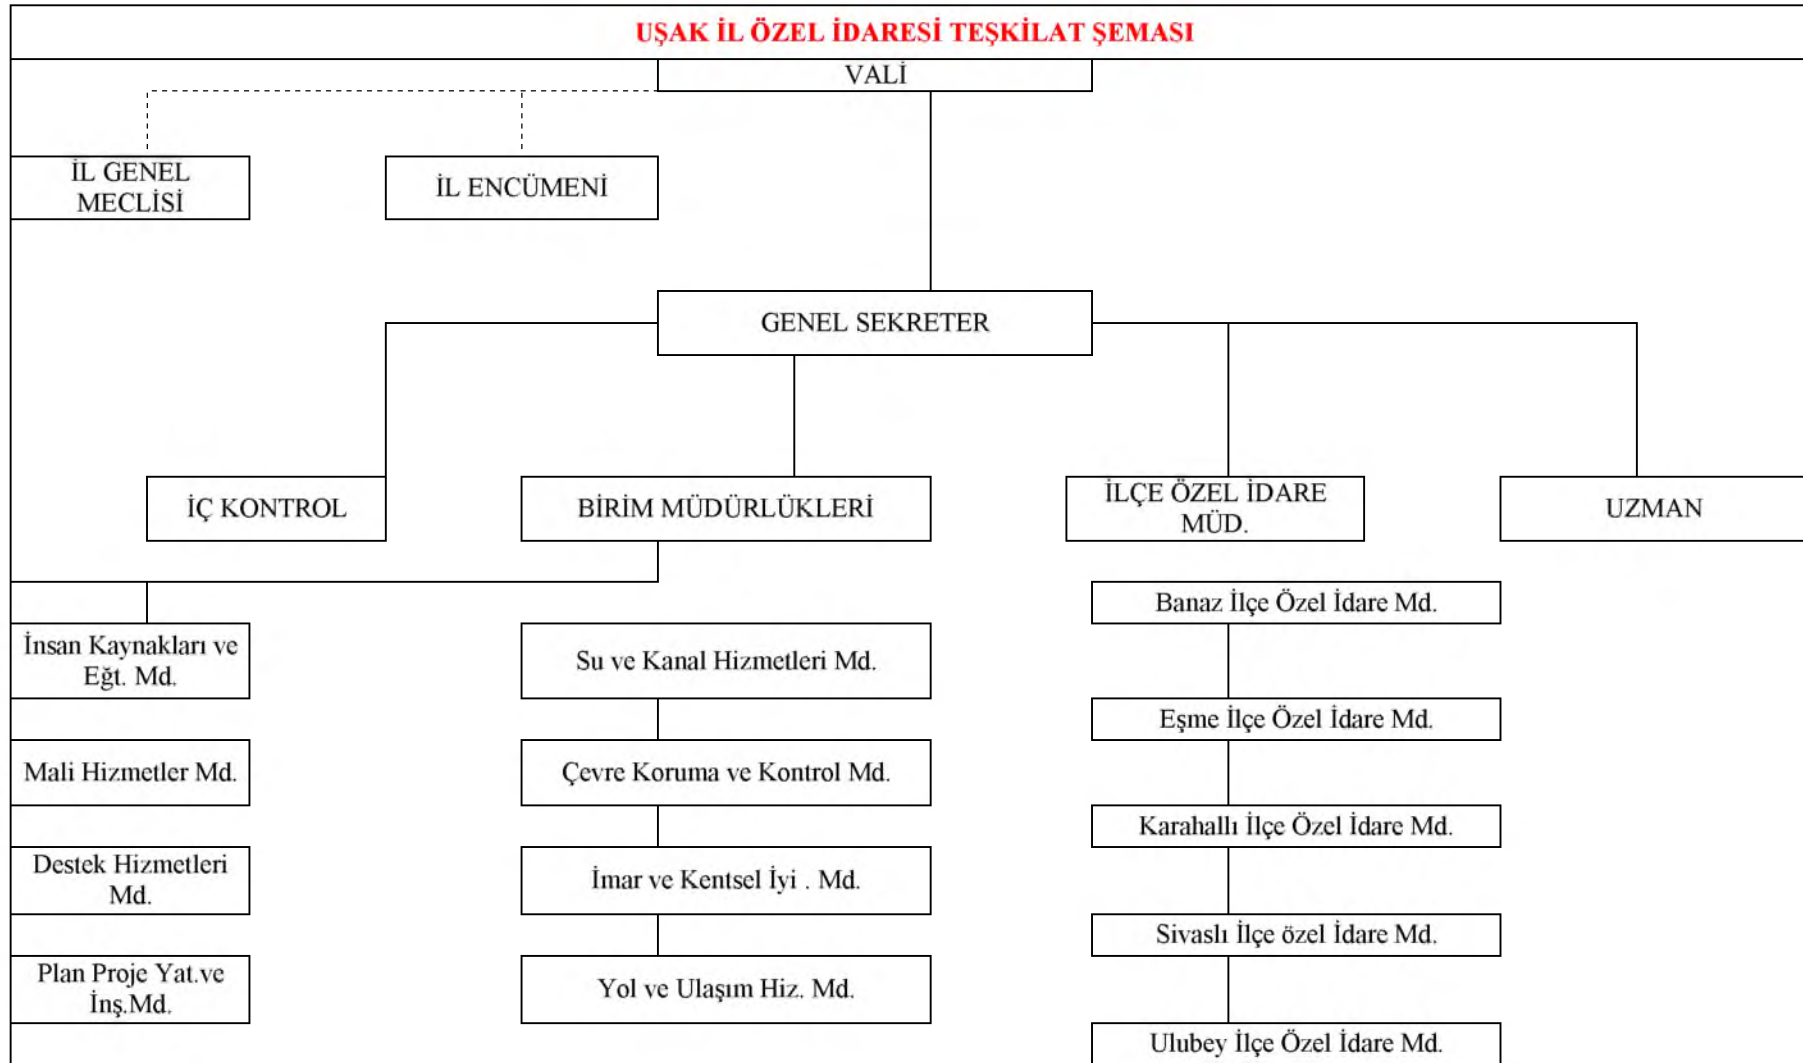 UŞAK İL ÖZEL İDARESİ TEŞKİLAT ŞEMASI
VALİ
İL GENEL
MECLİSİ
İL ENCÜMENİ
GENEL SEKRETER
İÇ KONTROL
BİRİM MÜDÜRLÜKLERİ
İLÇE ÖZEL İDARE
MÜD.
UZMAN
İnsan Kaynakları ve
Eğt. Md.
Mali Hizmetler Md.
Destek Hizmetleri
Md.
Plan Proje Yat.ve
İnş.Md.
Su ve Kanal Hizmetleri Md.
Çevre Koruma ve Kontrol Md.
İmar ve Kentsel İyi . Md.
Yol ve Ulaşım Hiz. Md.
Banaz İlçe Özel İdare Md.
Eşme İlçe Özel İdare Md.
Karahallı İlçe Özel İdare Md.
Sivaslı İlçe özel İdare Md.
Ulubey İlçe Özel İdare Md.